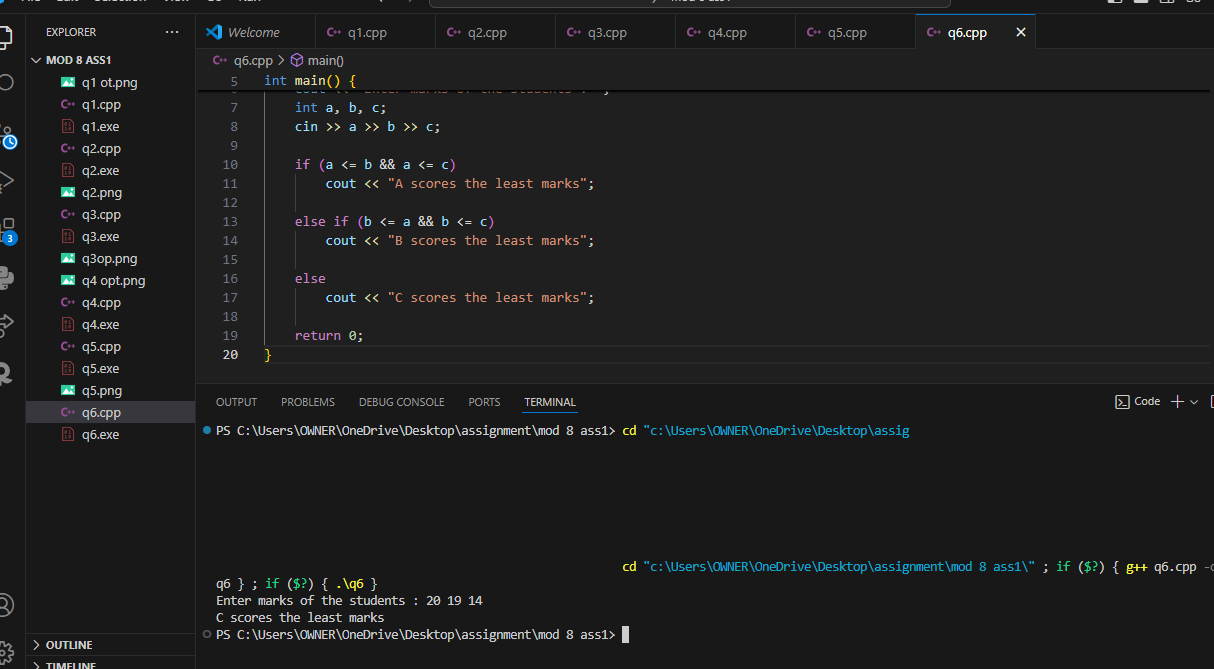 EXPLORER ...
MOD 8 ASS1
q1 ot.png
q1.cpp
q1.exe
q2.cpp
q2.exe
q2.png
q3.cpp
q3.exe
q3op.png
q4 opt.png
q4.cpp
q4.exe
q5.cpp
q5.exe
q5.png
q6.cpp
q6.exe
OUTLINE
TIMELINE
3
Welcome C++ q1.cpp C++ q2.cpp C++ q3.cpp C++ q4.cpp C++ q5.cpp C++ q6.cpp ×
C++ q6.cpp > main()
5 int main() {
6 cout << "Enter marks of the students : ";
7 int a, b, c;
8 cin >> a >> b >> c;
9
10 if (a <= b && a <= c)
11 cout << "A scores the least marks";
12
13 else if (b <= a && b <= c)
14 cout << "B scores the least marks";
15
16 else
17 cout << "C scores the least marks";
18
19 return 0;
20 }
OUTPUT PROBLEMS DEBUG CONSOLE PORTS TERMINAL Code
PS C:\Users\OWNER\OneDrive\Desktop\assignment\mod 8 ass1> cd "c:\Users\OWNER\OneDrive\Desktop\assig
cd "c:\Users\OWNER\OneDrive\Desktop\assignment\mod 8 ass1\" ; if ($?) { g++ q6.cpp -o
q6 } ; if ($?) { .\q6 }
Enter marks of the students : 20 19 14
C scores the least marks
PS C:\Users\OWNER\OneDrive\Desktop\assignment\mod 8 ass1>